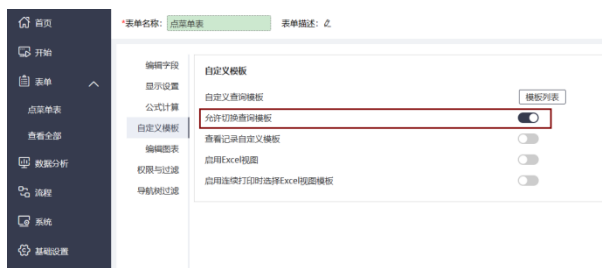 首页
*表单名称: 点菜单表 表单描述:
开始
表单
点菜单表
查看全部
数据分析
流程
系统
基础设置
编辑字段
显示设置
公式计算
自定义模板
编辑图表
权限与过滤
导航树过滤
自定义模板
自定义查询模板 模板列表
允许切换查询模板
查看记录自定义模板
启用Excel视图
启用连续打印时选择Excel视图模板